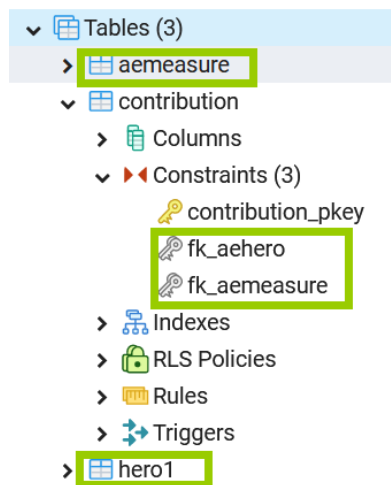 Tables (3)
aemeasure
contribution
Columns
Constraints (3)
contribution_pkey
fk_aehero
fk_aemeasure
Indexes
RLS Policies
Rules
Triggers
hero1